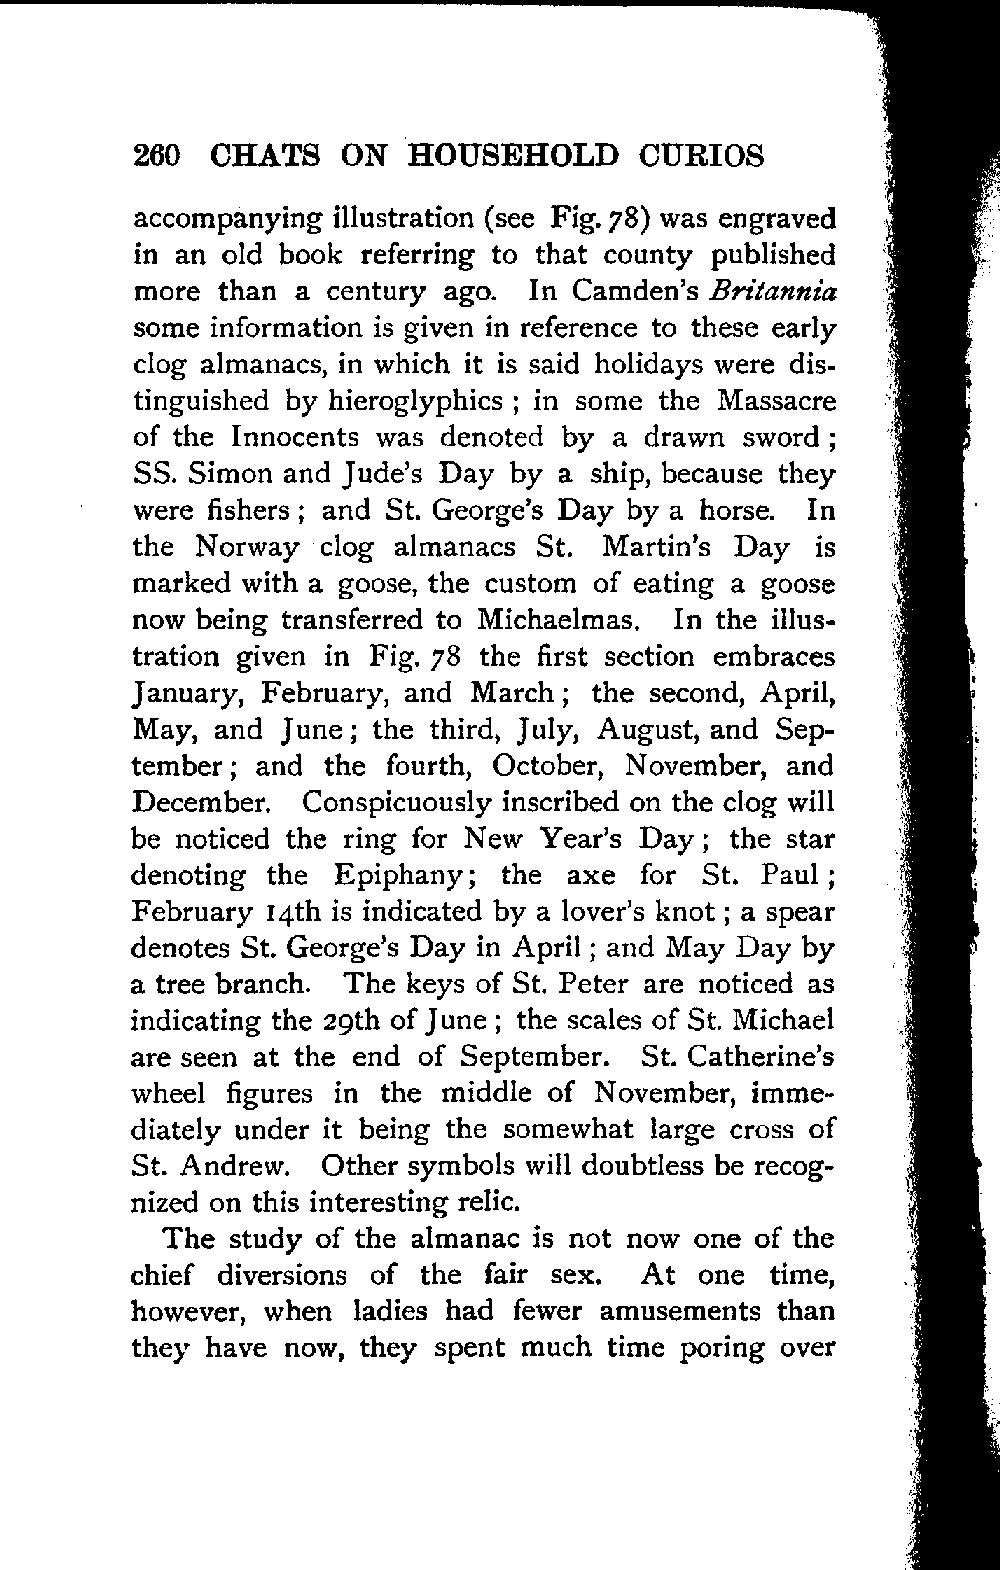 260 CHATS ON HOUSEHOLD CURIOS
accompanying illustration (see Fig. 78) was engraved
in an old book referring to that county published
more than a century ago. In Camden's Britannia
some information is given in reference to these early
clog almanacs, in which it is said holidays were dis-
tinguished by hieroglyphics ; in some the Massacre
of the Innocents was denoted by a drawn sword ;
SS. Simon and Jude's Day by a ship, because they
were fishers ; and St. George's Day by a horse. In
the Norway clog almanacs St. Martin's Day is
marked with a goose, the custom of eating a goose
now being transferred to Michaelmas. In the illus-
tration given in Fig. 78 the first section embraces
January, February, and March ; the second, April,
May, and June ; the third, July, August, and Sep-
tember ; and the fourth, October, November, and
December. Conspicuously inscribed on the clog will
be noticed the ring for New Year's Day ; the star
denoting the Epiphany ; the axe for St. Paul ;
February 14th is indicated by a lover's knot ; a spear
denotes St. George's Day in April ; and May Day by
a tree branch. The keys of St. Peter are noticed as
indicating the 29th of June ; the scales of St. Michael
are seen at the end of September. St. Catherine's
wheel figures in the middle of November, imme-
diately under it being the somewhat large cross of
St. Andrew. Other symbols will doubtless be recog-
nized on this interesting relic.
The study of the almanac is not now one of the
chief diversions of the fair sex. At one time,
however, when ladies had fewer amusements than
they have now, they spent much time poring over